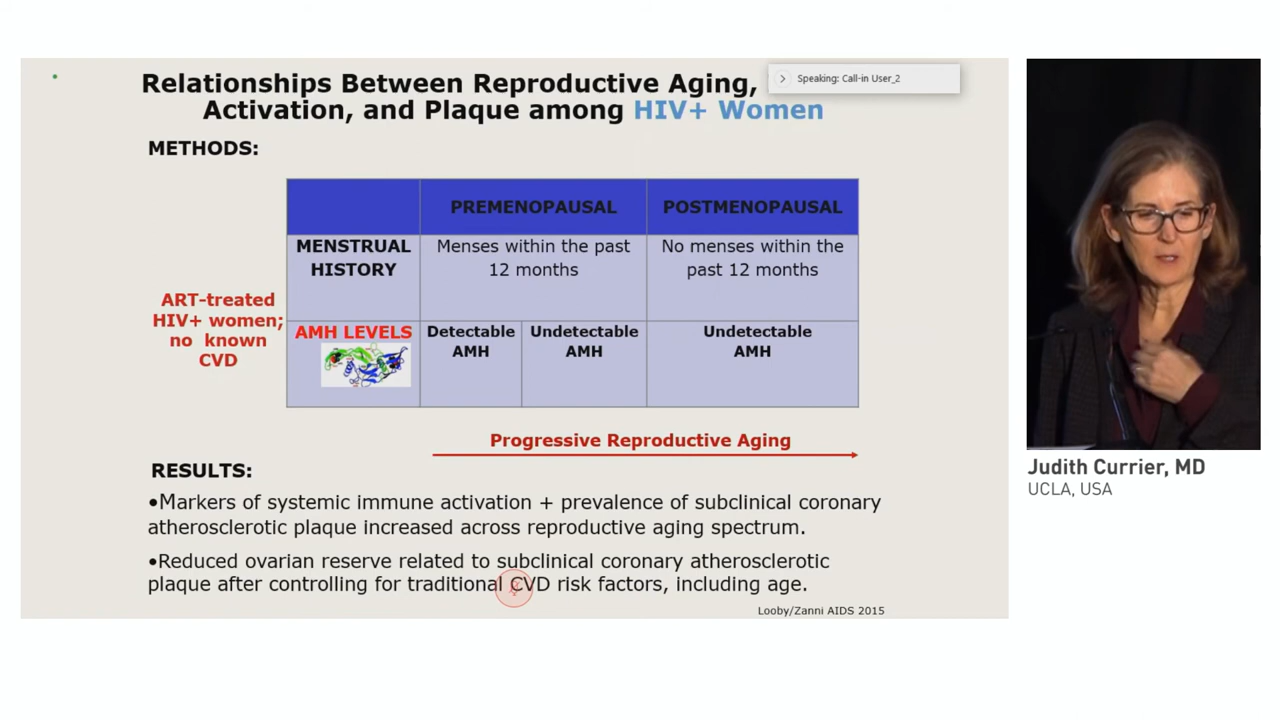 Relationships Between Reproductive Aging,
Speaking: Call-in User_2
Activation, and Plaque among HIV+ Women
METHODS:
PREMENOPAUSAL POSTMENOPAUSAL
MENSTRUAL HISTORY
Menses within the past 12 months
No menses within the past 12 months
ART-treated
HIV+ women;
no known
CVD
AMH LEVELS
Detectable AMH
Undetectable AMH
Undetectable AMH
Progressive Reproductive Aging
RESULTS:
•Markers of systemic immune activation + prevalence of subclinical coronary
atherosclerotic plaque increased across reproductive aging spectrum.
•Reduced ovarian reserve related to subclinical coronary atherosclerotic
plaque after controlling for traditional CVD risk factors, including age.
Looby/Zanni AIDS 2015
Judith Currier, MD
UCLA, USA